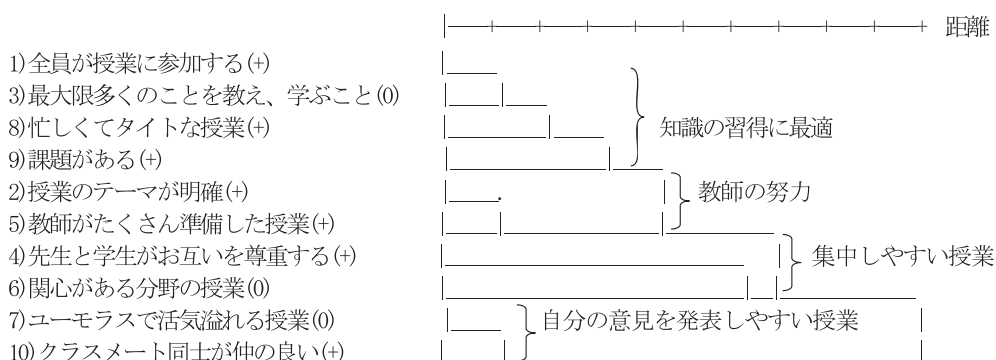 距離
1)全員が授業に参加する(+)
3)最大限多くのことを教え、学ぶこと(0)
8)忙しくてタイトな授業(+)
知識の習得に最適
9)課題がある(+)
2)授業のテーマが明確(+)
教師の努力
5)教師がたくさん準備した授業(+)
4)先生と学生がお互いを尊重する(+)
集中しやすい授業
6)関心がある分野の授業(0)
7)ユーモラスで活気溢れる授業(0)
自分の意見を発表しやすい授業
10)クラスメート同士が仲の良い(+)